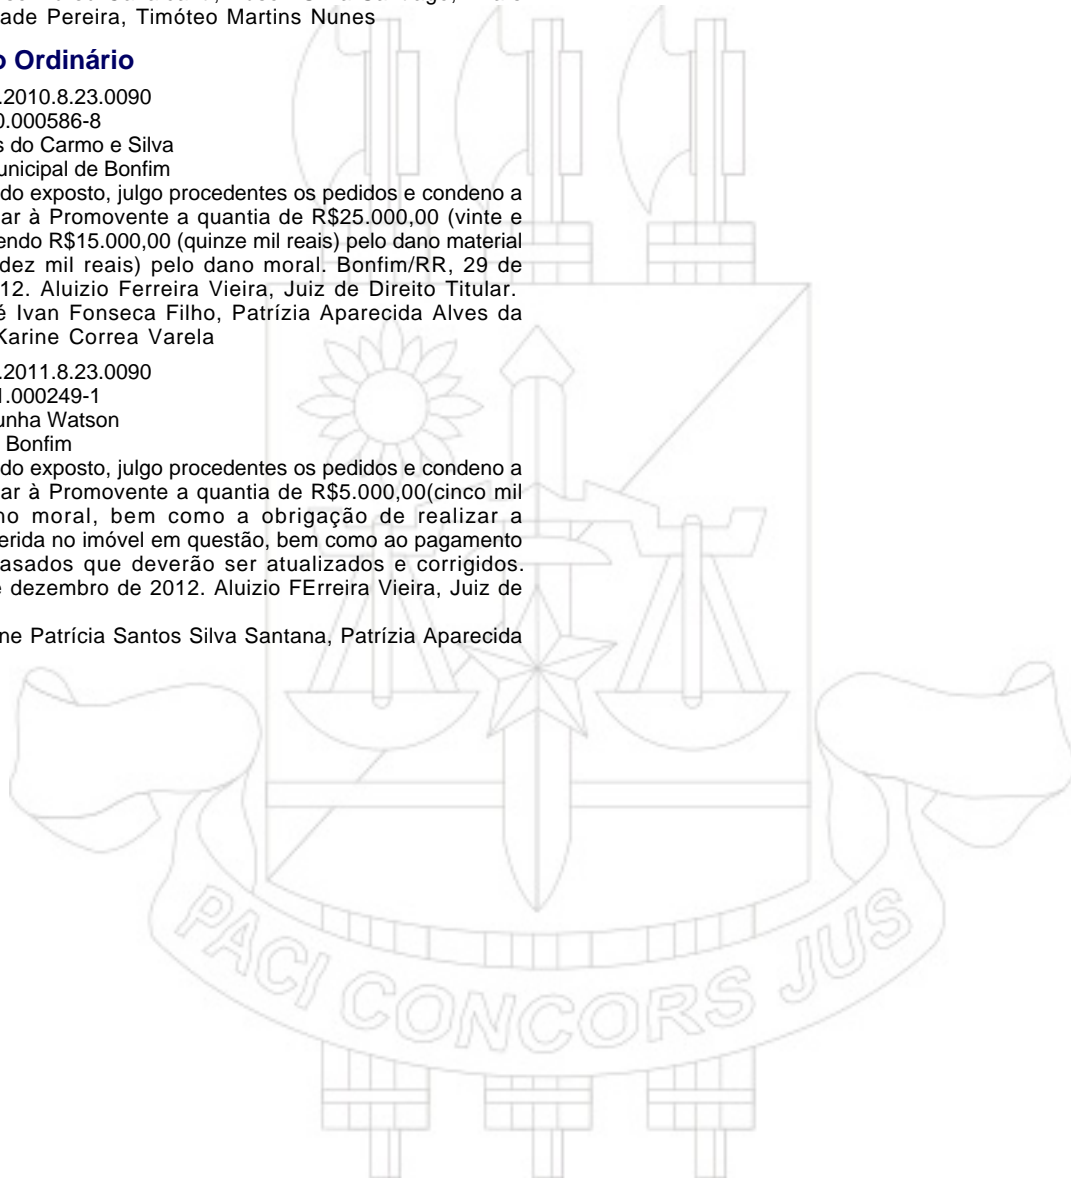 ade Pereira, Timóteo Martins Nunes
o Ordinário
.2010.8.23.0090
0.000586-8
s do Carmo e Silva
unicipal de Bonfim
do exposto, julgo procedentes os pedidos e condeno a
ar à Promovente a quantia de R$25.000,00 (vinte e
endo R$15.000,00 (quinze mil reais) pelo dano material
dez mil reais) pelo dano moral. Bonfim/RR, 29 de
12. Aluizio Ferreira Vieira, Juiz de Direito Titular.
é Ivan Fonseca Filho, Patrízia Aparecida Alves da
Karine Correa Varela
.2011.8.23.0090
1.000249-1
unha Watson
Bonfim
do exposto, julgo procedentes os pedidos e condeno a
ar à Promovente a quantia de R$5.000,00(cinco mil
no moral, bem como a obrigação de realizar a
erida no imóvel em questão, bem como ao pagamento
asados que deverão ser atualizados e corrigidos.
e dezembro de 2012. Aluizio FErreira Vieira, Juiz de
ne Patrícia Santos Silva Santana, Patrízia Aparecida
PACI CONCORS JUS